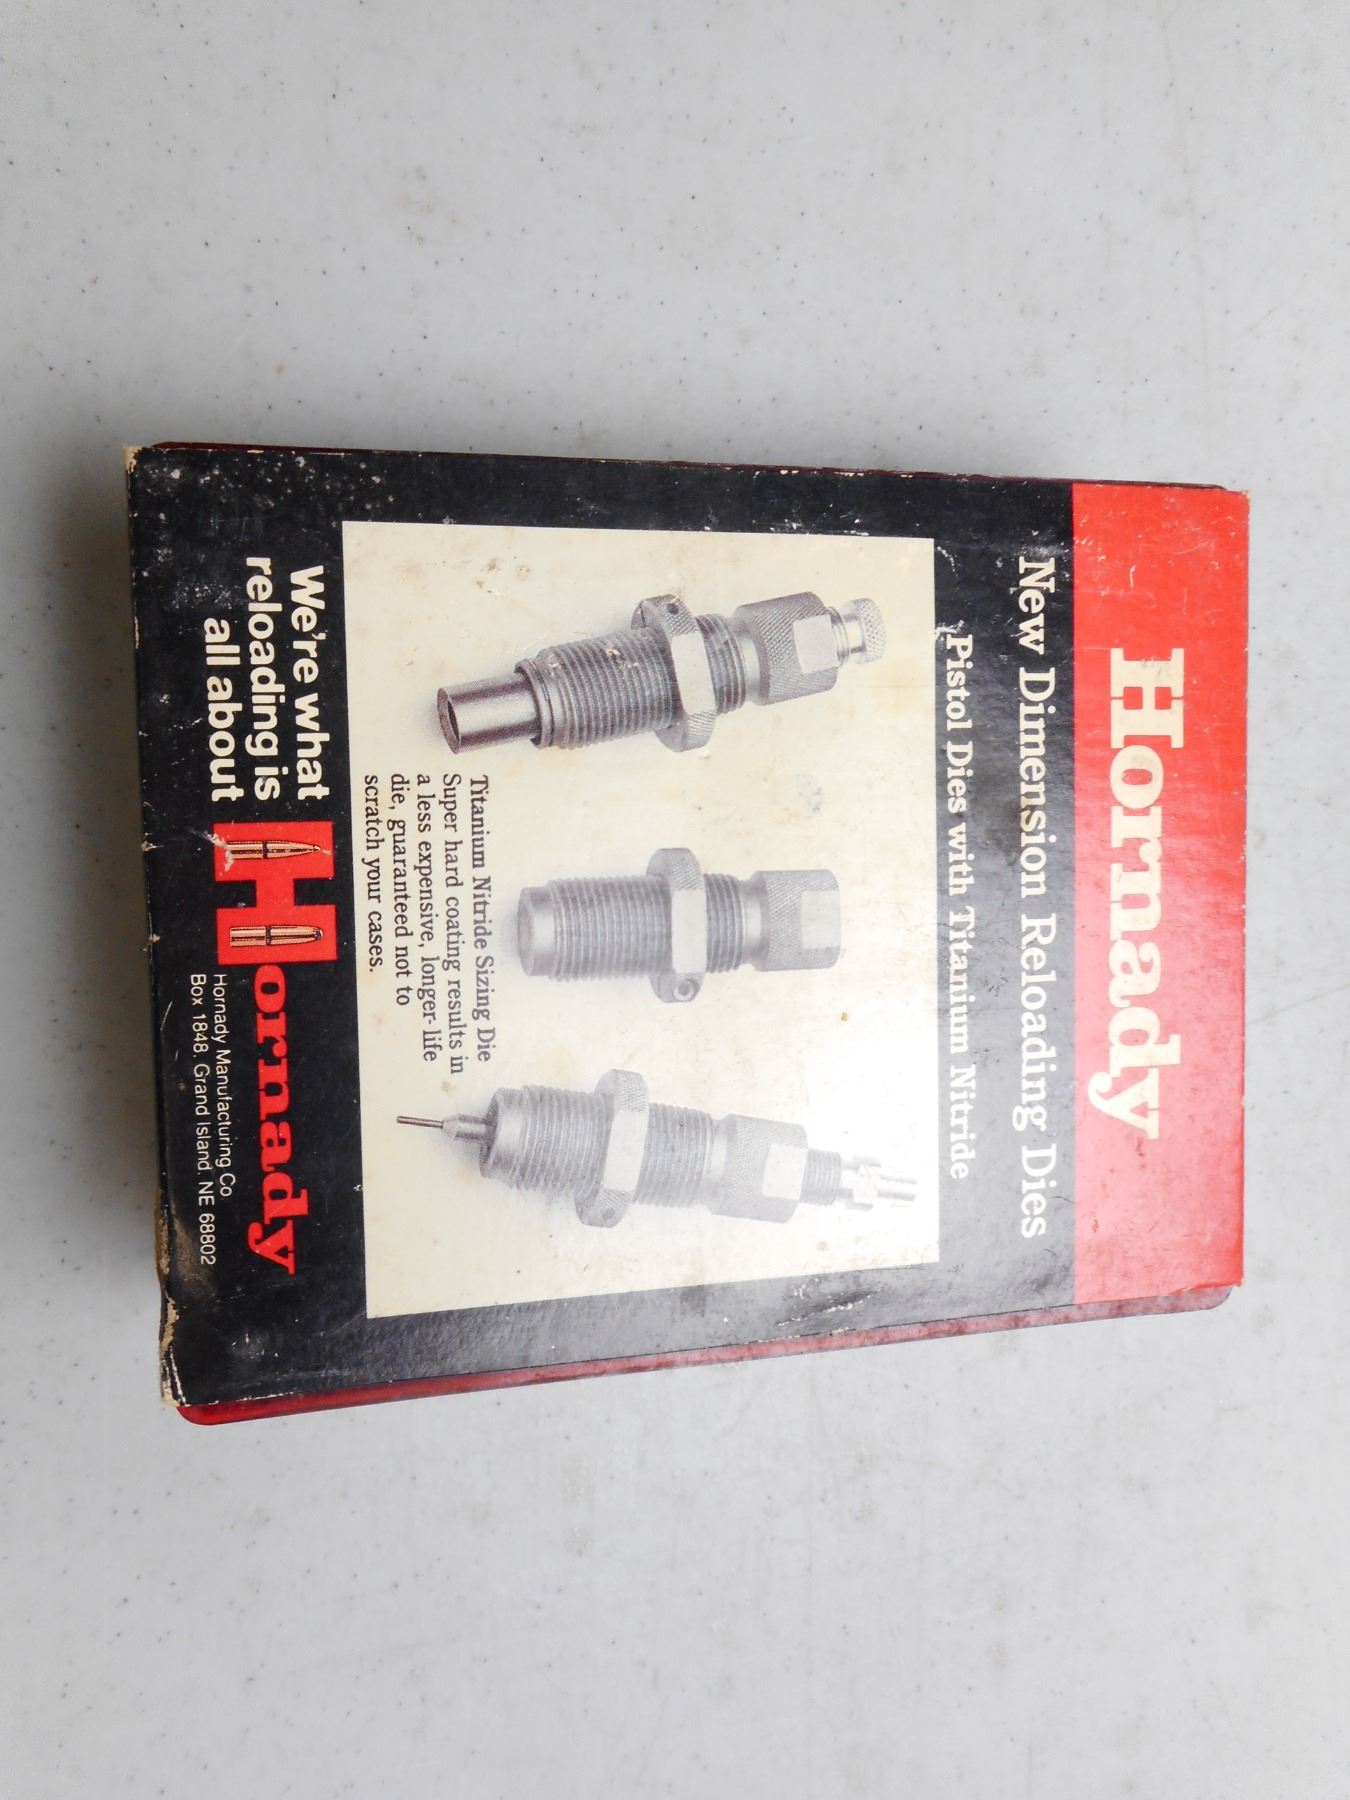 Hornady
New Dimension Reloading Dies
Pistol Dies with Titanium Nitride
Titanium Nitride Sizing Die
Super hard coating results in
a less expensive, longer-life
die, guaranteed not to
scratch your cases.
We're what
reloading is
all about
Hornady
Hornady Manufacturing Co.
Box 1848, Grand Island, NE 68802